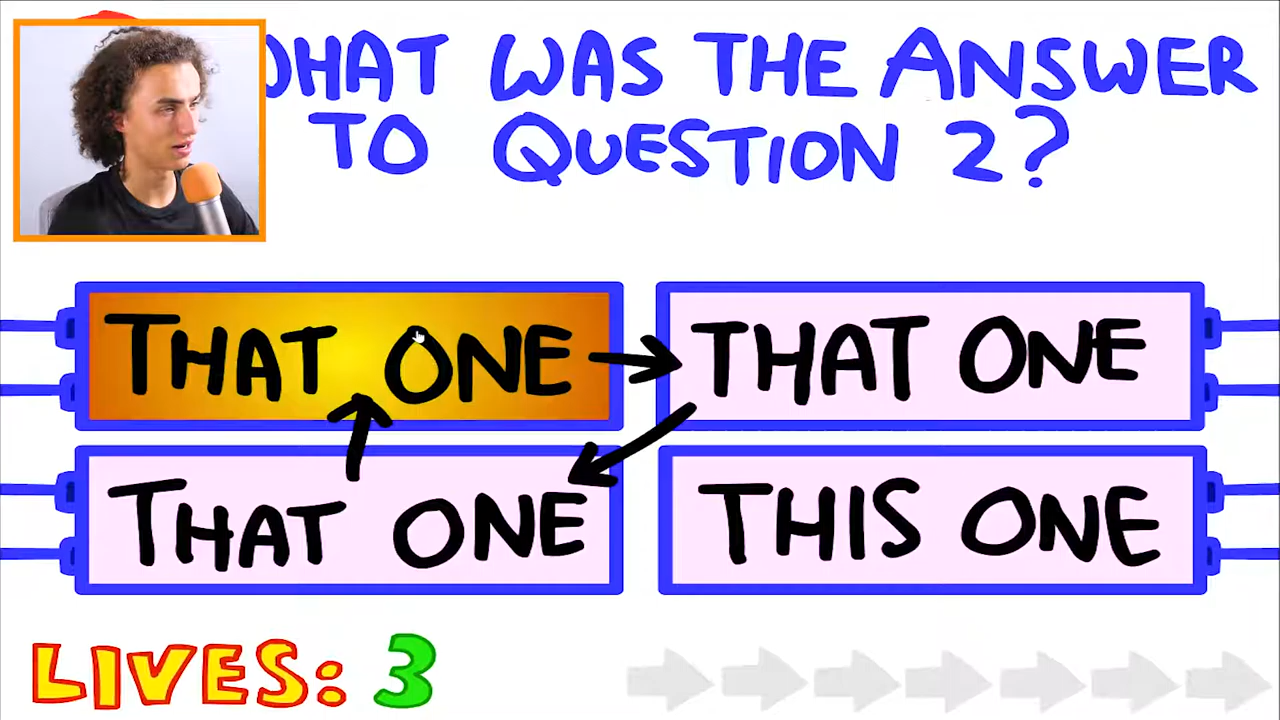 WHAT WAS THE ANSWER
TO QUESTION 2?
THAT ONE
THAT ONE
THAT ONE
THIS ONE
LIVES: 3